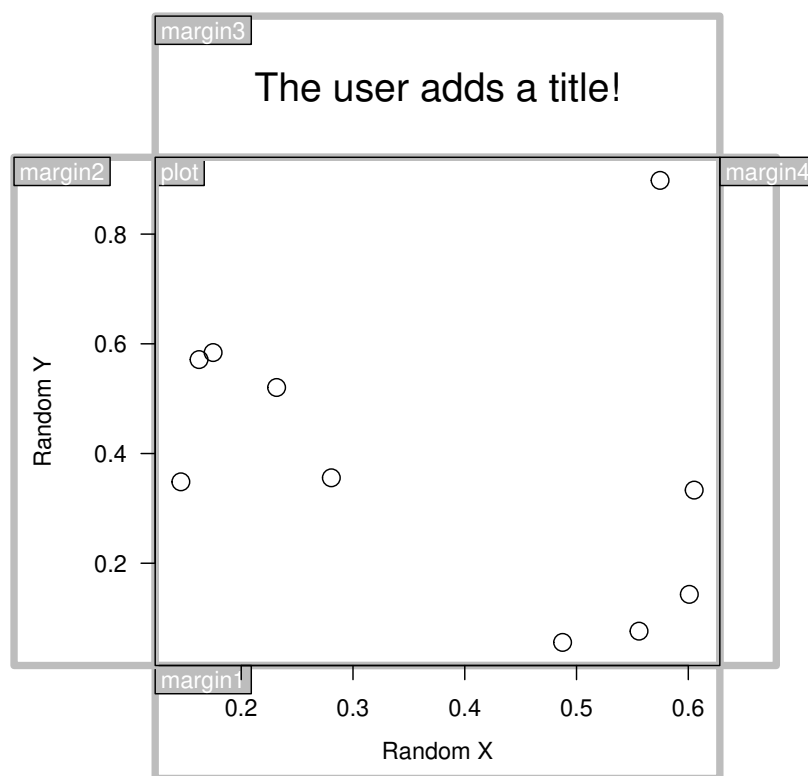 margin3
The user adds a title!
margin2
plot
margin4
0.8
0.6
0.4
0.2
Random Y
margin1
0.2 0.3 0.4 0.5 0.6
Random X